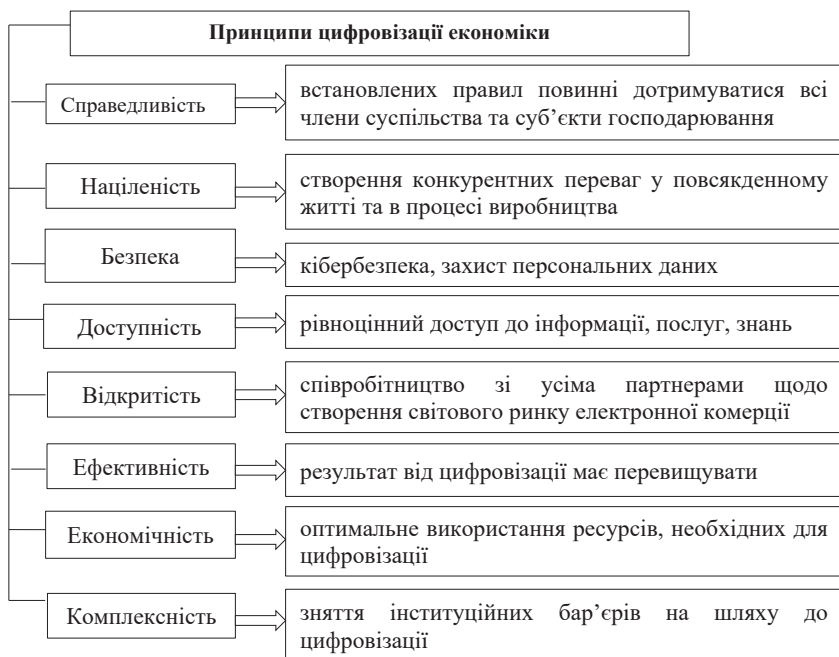 Принципи цифровізації економіки
Справедливість
встановлених правил повинні дотримуватися всі
члени суспільства та суб’єкти господарювання
Націленість
створення конкурентних переваг у повсякденному
житті та в процесі виробництва
Безпека
кібербезпека, захист персональних даних
Доступність
рівноцінний доступ до інформації, послуг, знань
Відкритість
співробітництво зі усіма партнерами щодо
створення світового ринку електронної комерції
Ефективність
результат від цифровізації має перевищувати
Економічність
оптимальне використання ресурсів, необхідних для
цифровізації
Комплексність
зняття інституційних бар’єрів на шляху до
цифровізації